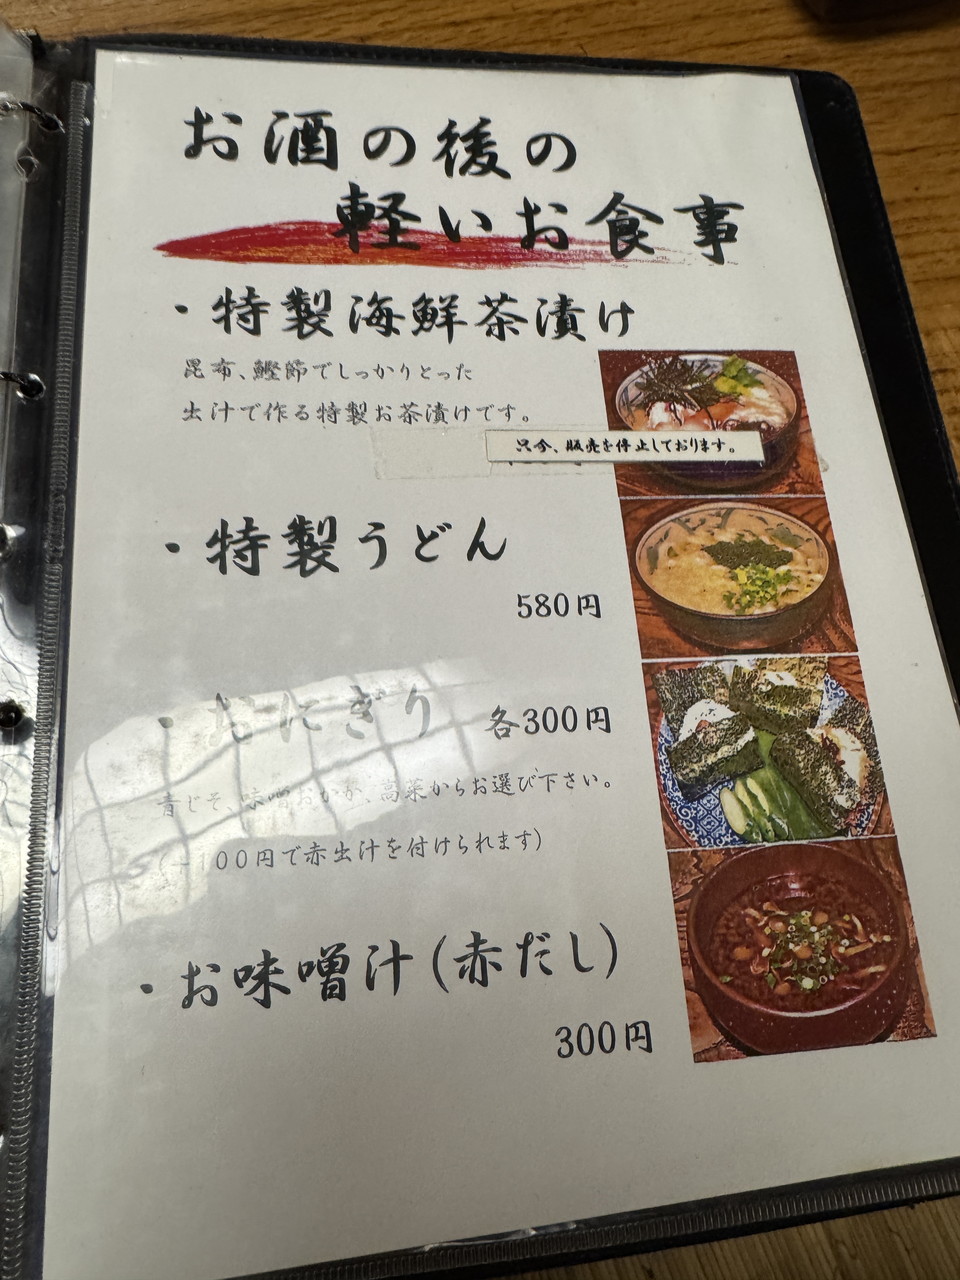 お酒の後の
軽いお食事
・特製海鮮茶漬け
昆布、鰹節でしっかりとった
出汁で作る特製お茶漬けです。
只今、販売を停止しております。
・特製うどん
580円
・おにぎり 各300円
青じそ、味噌おかか、高菜からお選び下さい。
100円で赤出汁を付けられます)
・お味噌汁(赤だし)
300円